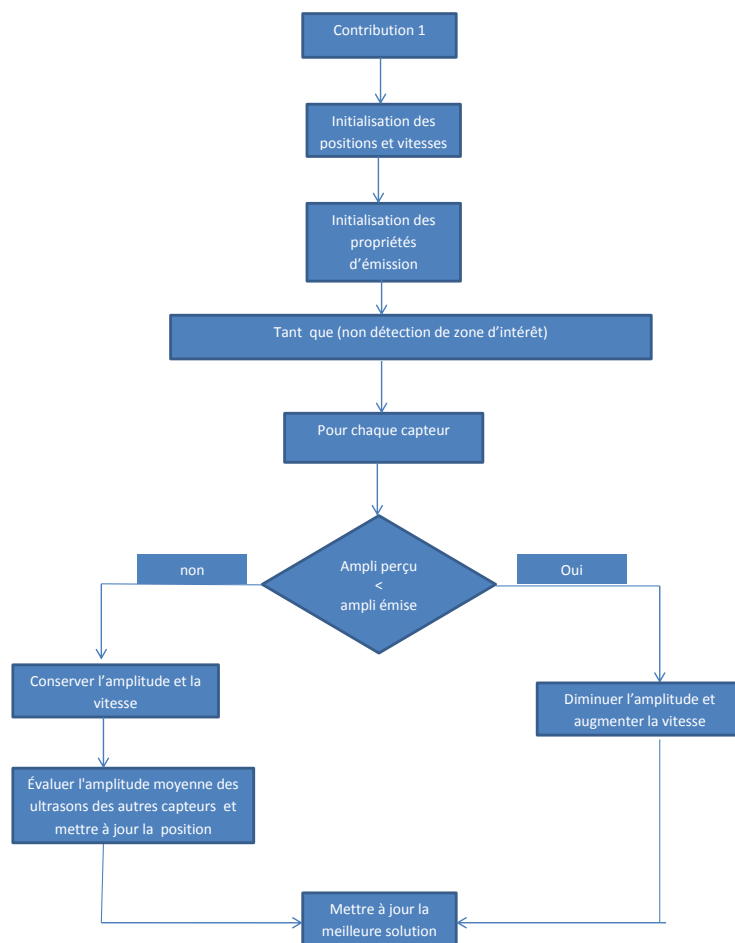 Contribution 1
Initialisation des
positions et vitesses
Initialisation des
propriétés
d’émission
Tant que (non détection de zone d’intérêt)
Pour chaque capteur
Ampli perçu
<
ampli émise
non
Oui
Conserver l’amplitude et la
vitesse
Diminuer l’amplitude et
augmenter la vitesse
Évaluer l'amplitude moyenne des
ultrasons des autres capteurs et
mettre à jour la position
Mettre à jour la
meilleure solution